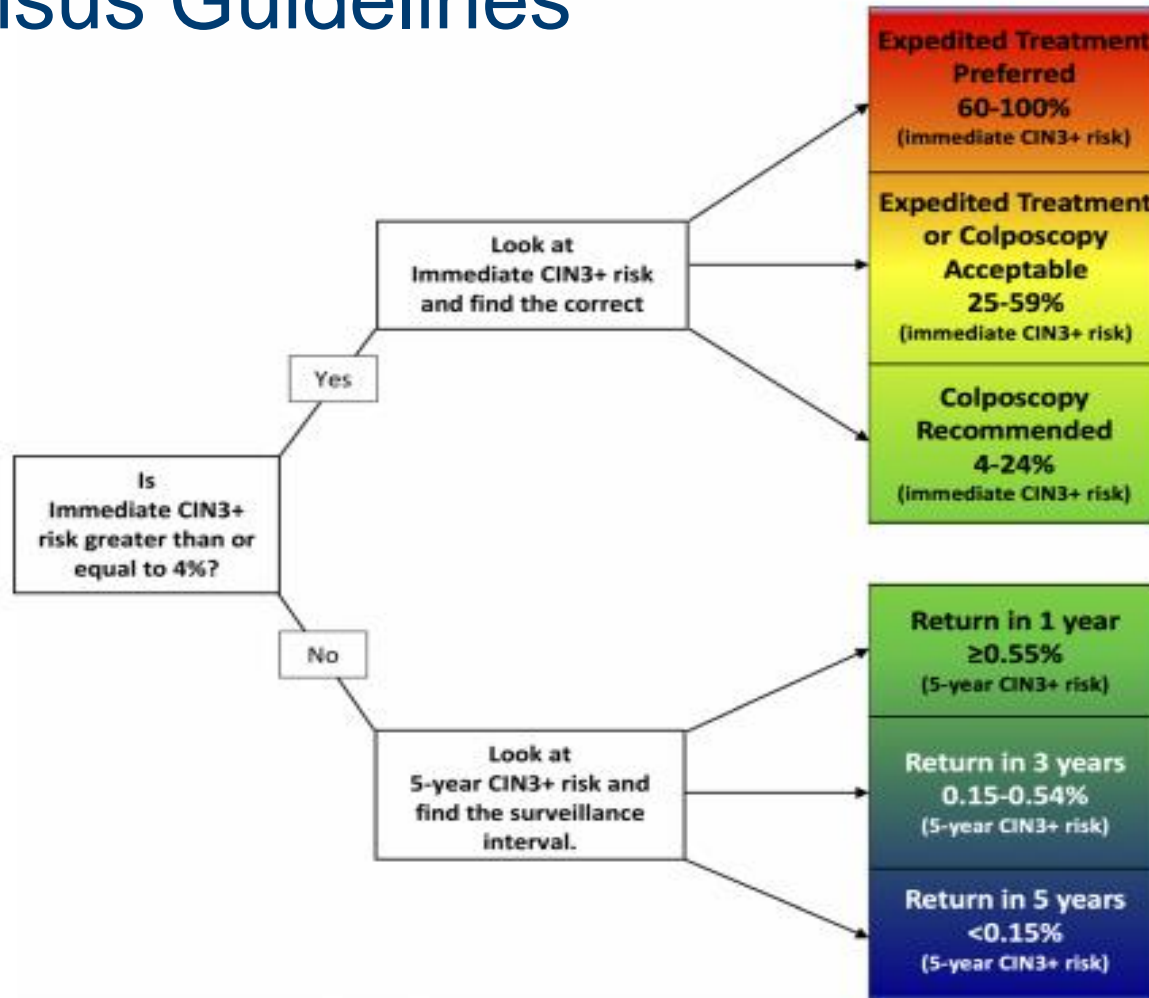 Guidelines
Expedited Treatment
Preferred
60-100%
(immediate CIN3+ risk)
Expedited Treatment
or Colposcopy
Acceptable
25-59%
(immediate CIN3+ risk)
Colposcopy
Recommended
4-24%
(immediate CIN3+ risk)
Look at
Immediate CIN3+ risk
and find the correct
Yes
Is
Immediate CIN3+
risk greater than or
equal to 4%?
No
Look at
5-year CIN3+ risk and
find the surveillance
interval.
Return in 1 year
≥0.55%
(5-year CIN3+ risk)
Return in 3 years
0.15-0.54%
(5-year CIN3+ risk)
Return in 5 years
<0.15%
(5-year CIN3+ risk)